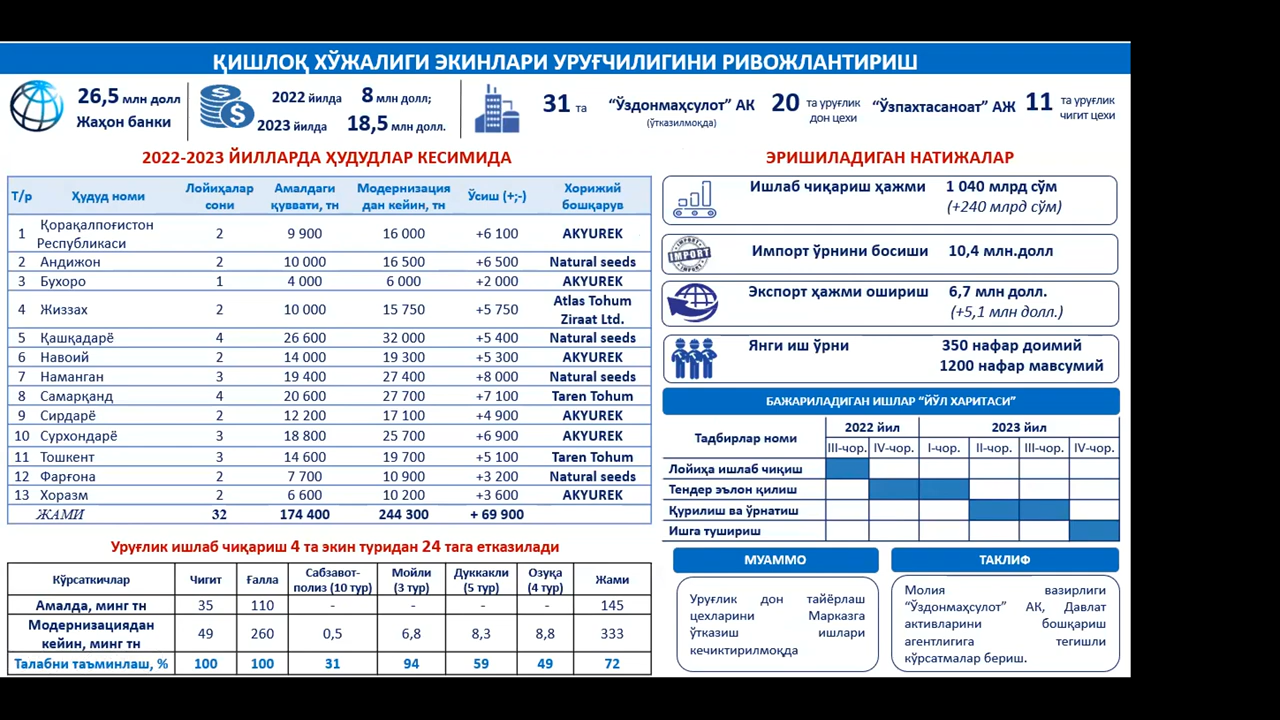 ҚИШЛОҚ ХЎЖАЛИГИ ЭКИНЛАРИ УРУҒЧИЛИГИНИ РИВОЖЛАНТИРИШ
26,5 млн долл
Жаҳон банки
2022 йилда 8 млн долл;
2023 йилда 18,5 млн долл.
31 та
“Ўздонмаҳсулот” АК
(ўтказилмоқда)
20 та уруғлик
дон цехи
“Ўзпахтасаноат” АЖ
11 та уруғлик
чигит цехи
2022-2023 ЙИЛЛАРДА ҲУДУДЛАР КЕСИМИДА
Т/р Ҳудуд номи Лойиҳалар сони Амалдаги қуввати, тн Модернизация дан кейин, тн Ўсиш (+;-) Хорижий бошқарув
1 Қорақалпоғистон Республикаси 2 9 900 16 000 +6 100 AKYUREK
2 Андижон 2 10 000 16 500 +6 500 Natural seeds
3 Бухоро 1 4 000 6 000 +2 000 AKYUREK
4 Жиззах 2 10 000 15 750 +5 750 Atlas Tohum Ziraat Ltd.
5 Қашқадарё 4 26 600 32 000 +5 400 Natural seeds
6 Навоий 2 14 000 19 300 +5 300 AKYUREK
7 Наманган 3 19 400 27 400 +8 000 Natural seeds
8 Самарқанд 4 20 600 27 700 +7 100 Taren Tohum
9 Сирдарё 2 12 200 17 100 +4 900 AKYUREK
10 Сурхондарё 3 18 800 25 700 +6 900 AKYUREK
11 Тошкент 3 14 600 19 700 +5 100 Taren Tohum
12 Фарғона 2 7 700 10 900 +3 200 Natural seeds
13 Хоразм 2 6 600 10 200 +3 600 AKYUREK
ЖАМИ 32 174 400 244 300 + 69 900
Уруғлик ишлаб чиқариш 4 та экин туридан 24 тага етказилади
Кўрсаткичлар Чигит Ғалла Сабзавот-полиз (10 тур) Мойли (3 тур) Дуккакли (5 тур) Озуқа (4 тур) Жами
Амалда, минг тн 35 110 - - - - 145
Модернизациядан кейин, минг тн 49 260 0,5 6,8 8,3 8,8 333
Талабни таъминлаш, % 100 100 31 94 59 49 72
ЭРИШИЛАДИГАН НАТИЖАЛАР
Ишлаб чиқариш ҳажми 1 040 млрд сўм
(+240 млрд сўм)
IMPORT
Импорт ўрнини босиши 10,4 млн.долл
Экспорт ҳажми ошириш 6,7 млн долл.
(+5,1 млн долл.)
Янги иш ўрни 350 нафар доимий
1200 нафар мавсумий
БАЖАРИЛАДИГАН ИШЛАР “ЙЎЛ ХАРИТАСИ”
Тадбирлар номи 2022 йил 2023 йил
III-чор. IV-чор. I-чор. II-чор. III-чор. IV-чор.
Лойиҳа ишлаб чиқиш
Тендер эълон қилиш
Қурилиш ва ўрнатиш
Ишга тушириш
МУАММО
Уруғлик дон тайёрлаш
цехларини Марказга
ўтказиш ишлари
кечиктирилмоқда
ТАКЛИФ
Молия вазирлиги
“Ўздонмаҳсулот” АК, Давлат
активларини бошқариш
агентлигига тегишли
кўрсатмалар бериш.